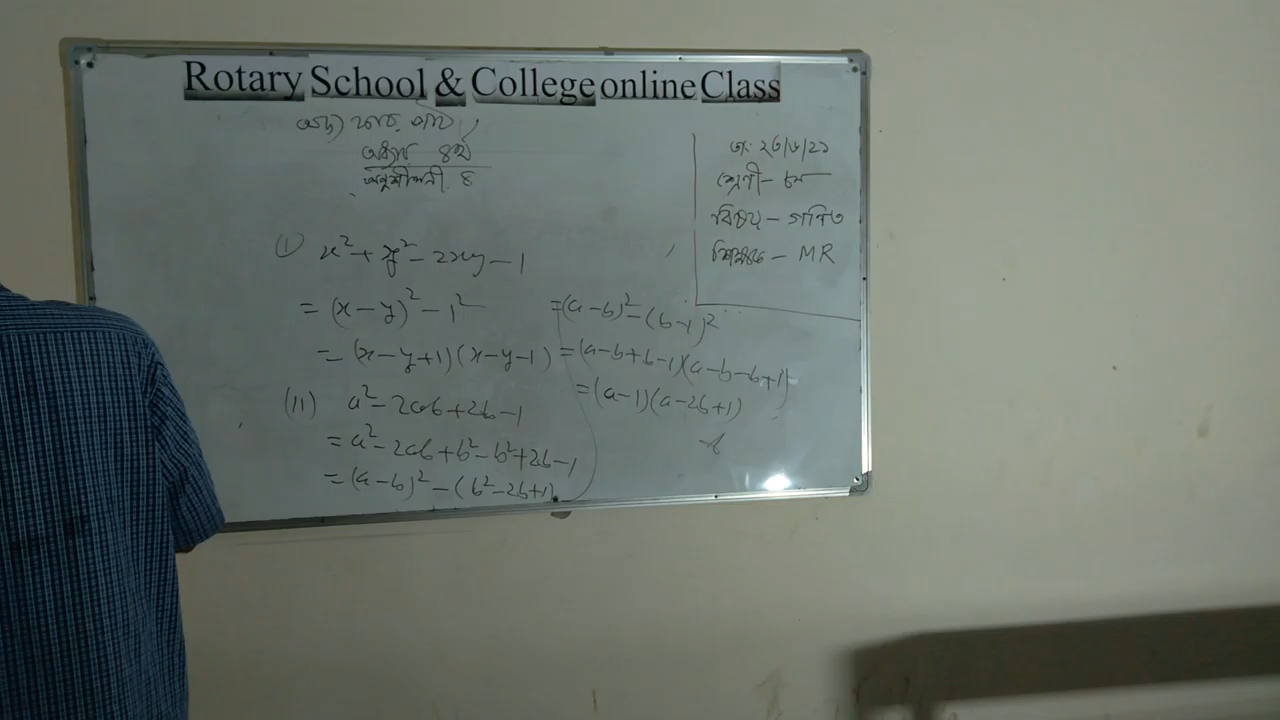 Rotary School & College online Class
অধ্যায় ৪র্থ
অনুশীলনী ৪
তাং ২৩/৬/২১
শ্রেণী - ৮ম
বিষয় - গণিত
শিক্ষক - MR
(i) x² + y² - 2xy - 1
= (x - y)² - 1²
= (x - y + 1)(x - y - 1)
(ii) a² - 2ab + 2b - 1
= a² - 2ab + b² - b² + 2b - 1
= (a - b)² - (b² - 2b + 1)
= (a - b)² - (b - 1)²
= (a - b + b - 1)(a - b - b + 1)
= (a - 1)(a - 2b + 1)